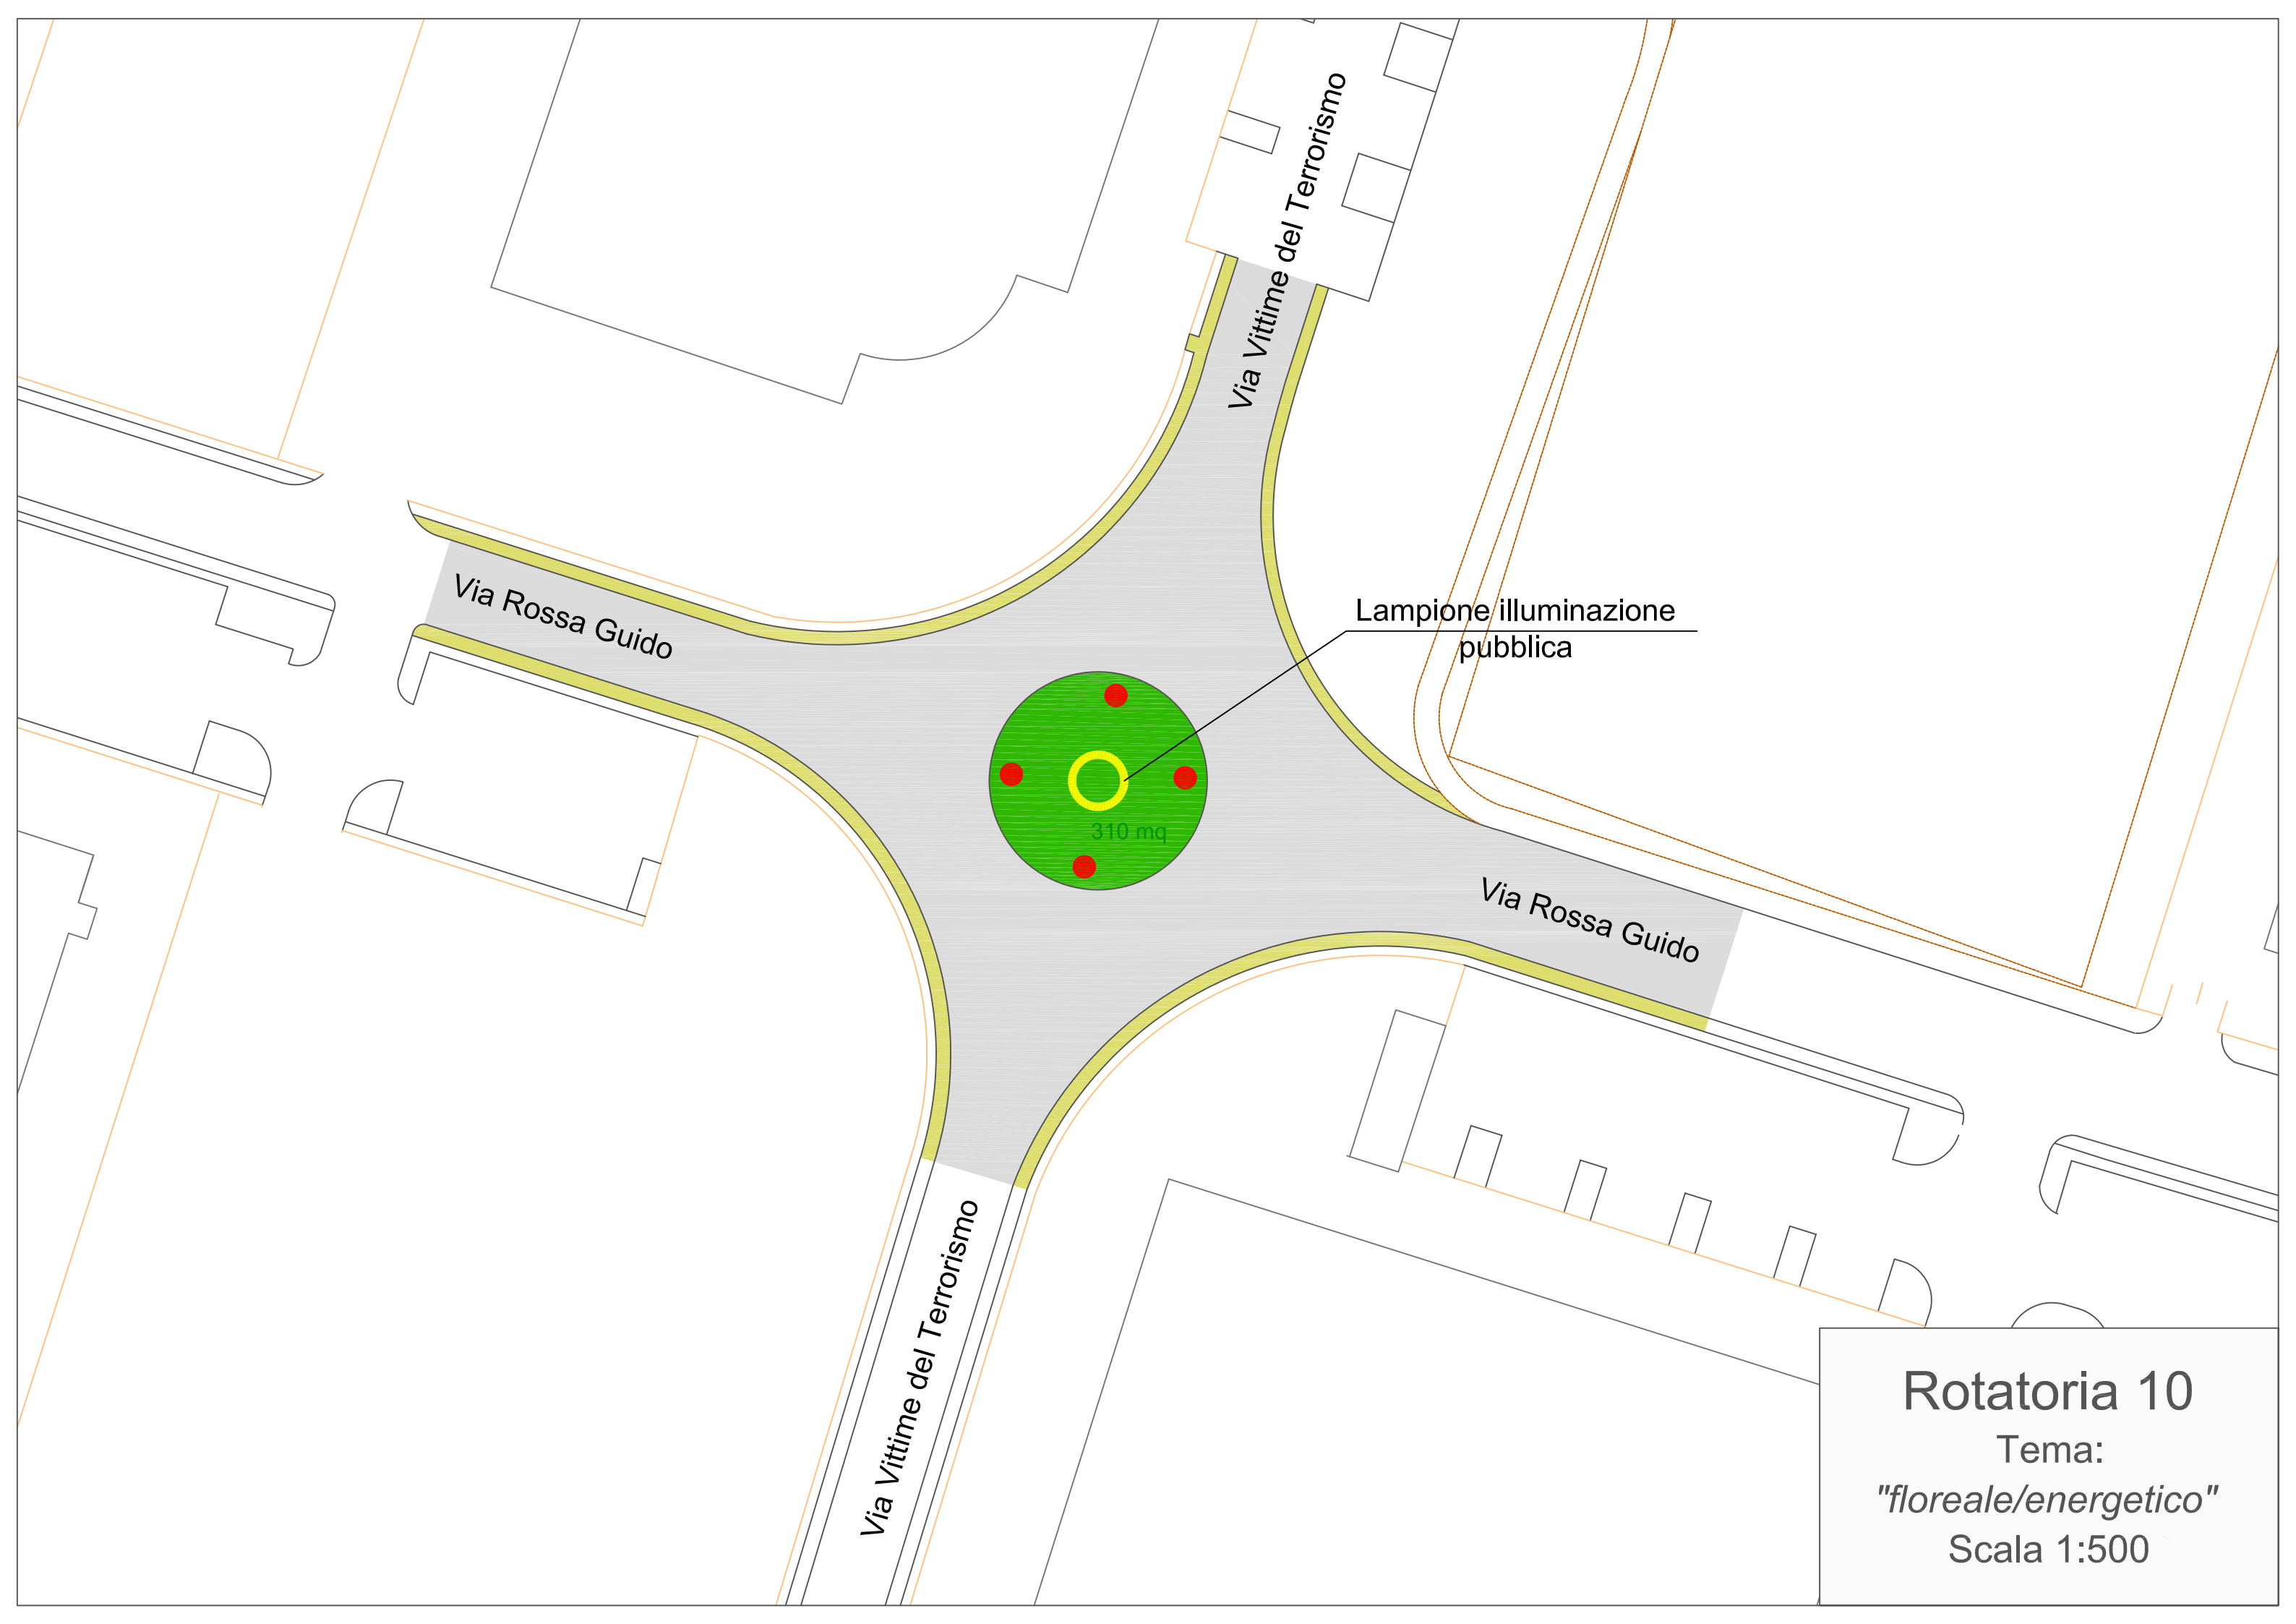 Via Vittime del Terrorismo
Via Rossa Guido
Lampione illuminazione
pubblica
310 mq
Via Rossa Guido
Via Vittime del Terrorismo
Rotatoria 10
Tema:
"floreale/energetico"
Scala 1:500